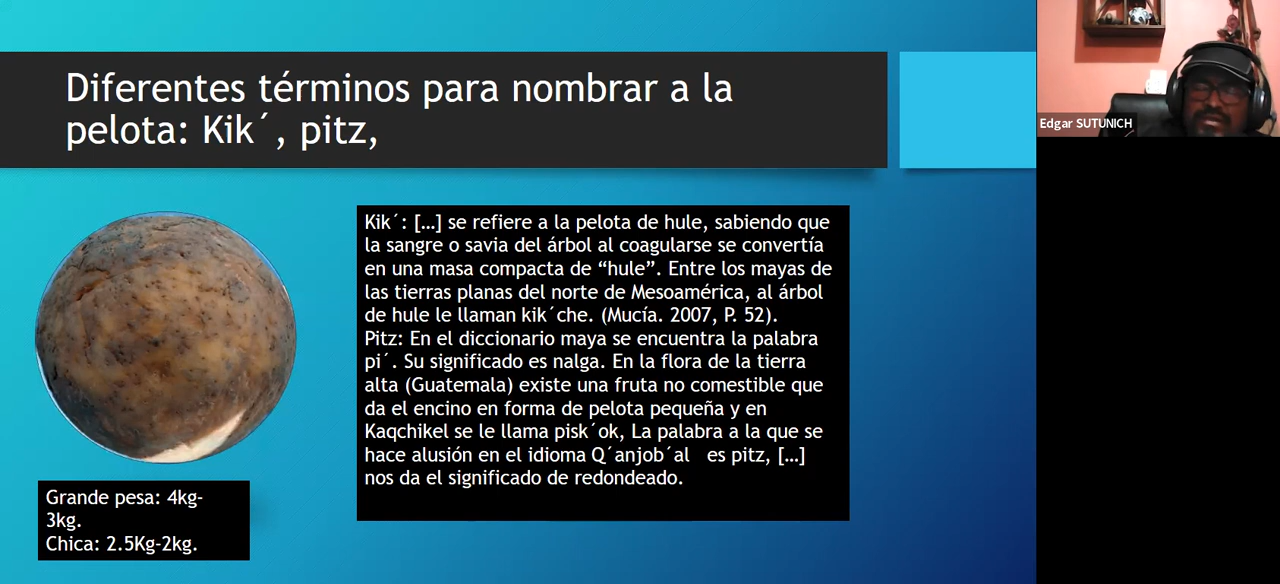 Diferentes términos para nombrar a la
pelota: Kik´, pitz,
Edgar SUTUNICH
Kik´: […] se refiere a la pelota de hule, sabiendo que
la sangre o savia del árbol al coagularse se convertía
en una masa compacta de “hule”. Entre los mayas de
las tierras planas del norte de Mesoamérica, al árbol
de hule le llaman kik´che. (Mucía. 2007, P. 52).
Pitz: En el diccionario maya se encuentra la palabra
pi´. Su significado es nalga. En la flora de la tierra
alta (Guatemala) existe una fruta no comestible que
da el encino en forma de pelota pequeña y en
Kaqchikel se le llama pisk´ok, La palabra a la que se
hace alusión en el idioma Q´anjob´al es pitz, […]
nos da el significado de redondeado.
Grande pesa: 4kg-
3kg.
Chica: 2.5Kg-2kg.